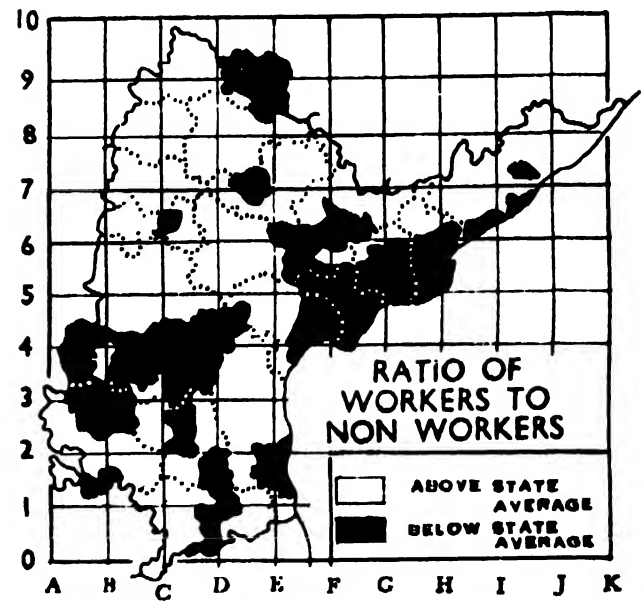 10
9
8
7
6
5
4
3
2
1
0
RATIO OF
WORKERS TO
NON WORKERS
ABOVE STATE
AVERAGE
BELOW STATE
AVERAGE
A B C D E F G H I J K